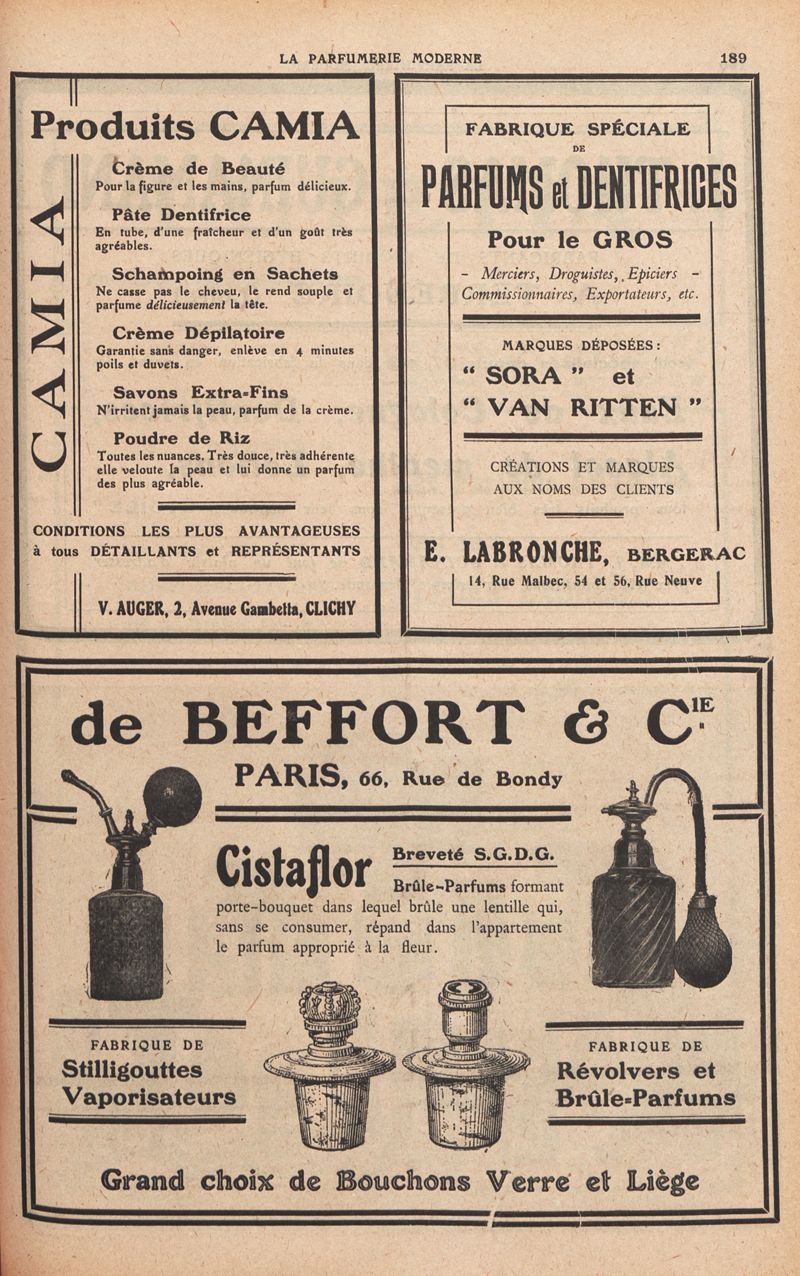 LA PARFUMERIE MODERNE
189
Produits CAMIA
CAMIA
Crème de Beauté
Pour la figure et les mains, parfum délicieux.
Pâte Dentifrice
En tube, d'une fraîcheur et d'un goût très
agréables.
Schampoing en Sachets
Ne casse pas le cheveu, le rend souple et
parfume délicieusement la tête.
Crème Dépilatoire
Garantie sans danger, enlève en 4 minutes
poils et duvets.
Savons Extra-Fins
N'irritent jamais la peau, parfum de la crème.
Poudre de Riz
Toutes les nuances. Très douce, très adhérente
elle veloute la peau et lui donne un parfum
des plus agréable.
CONDITIONS LES PLUS AVANTAGEUSES
à tous DÉTAILLANTS et REPRÉSENTANTS
V. AUGER, 2, Avenue Gambetta, CLICHY
FABRIQUE SPÉCIALE
DE
PARFUMS et DENTIFRICES
Pour le GROS
- Merciers, Droguistes, Epiciers -
Commissionnaires, Exportateurs, etc.
MARQUES DÉPOSÉES :
“ SORA ” et
“ VAN RITTEN ”
CRÉATIONS ET MARQUES
AUX NOMS DES CLIENTS
E. LABRONCHE, BERGERAC
14, Rue Malbec, 54 et 56, Rue Neuve
de BEFFORT & CIE.
PARIS, 66, Rue de Bondy
Cistaflor Breveté S.G.D.G.
Brûle-Parfums formant
porte-bouquet dans lequel brûle une lentille qui,
sans se consumer, répand dans l'appartement
le parfum approprié à la fleur.
FABRIQUE DE
Stilligouttes
Vaporisateurs
FABRIQUE DE
Révolvers et
Brûle-Parfums
Grand choix de Bouchons Verre et Liège